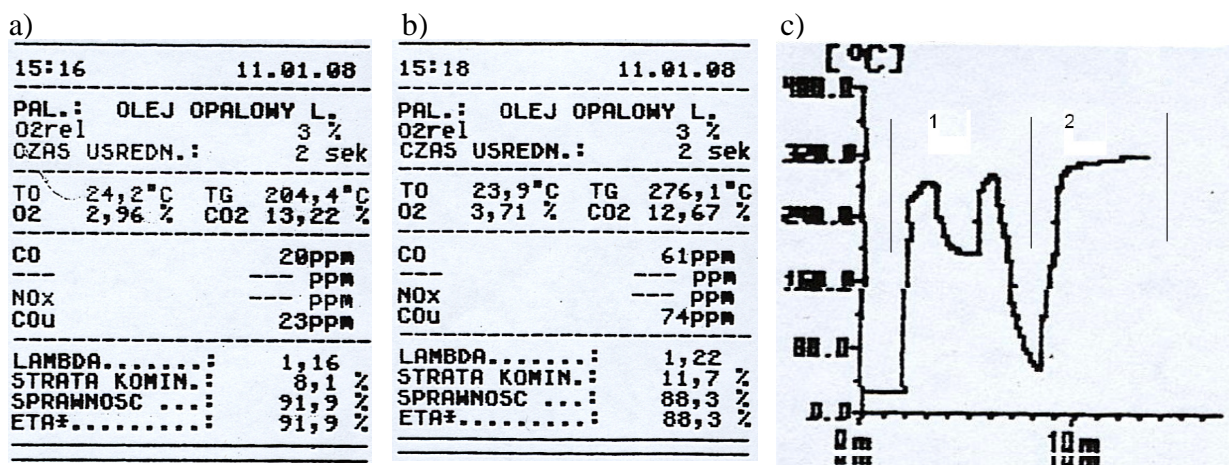 a)
15:16 11.01.08
PAL.: OLEJ OPALOWY L.
O2rel 3 %
CZAS USREDN.: 2 sek
TO 24,2°C TG 204,4°C
O2 2,96 % CO2 13,22 %
CO 20ppm
--- --- ppm
NOx --- ppm
COu 23ppm
LAMBDA.......: 1,16
STRATA KOMIN.: 8,1 %
SPRAWNOSC ...: 91,9 %
ETA*.........: 91,9 %
b)
15:18 11.01.08
PAL.: OLEJ OPALOWY L.
O2rel 3 %
CZAS USREDN.: 2 sek
TO 23,9°C TG 276,1°C
O2 3,71 % CO2 12,67 %
CO 61ppm
--- --- ppm
NOx --- ppm
COu 74ppm
LAMBDA.......: 1,22
STRATA KOMIN.: 11,7 %
SPRAWNOSC ...: 88,3 %
ETA*.........: 88,3 %
c)
[°C]
400.0
1 2
320.0
240.0
160.0
80.0
0.0
0m 10m